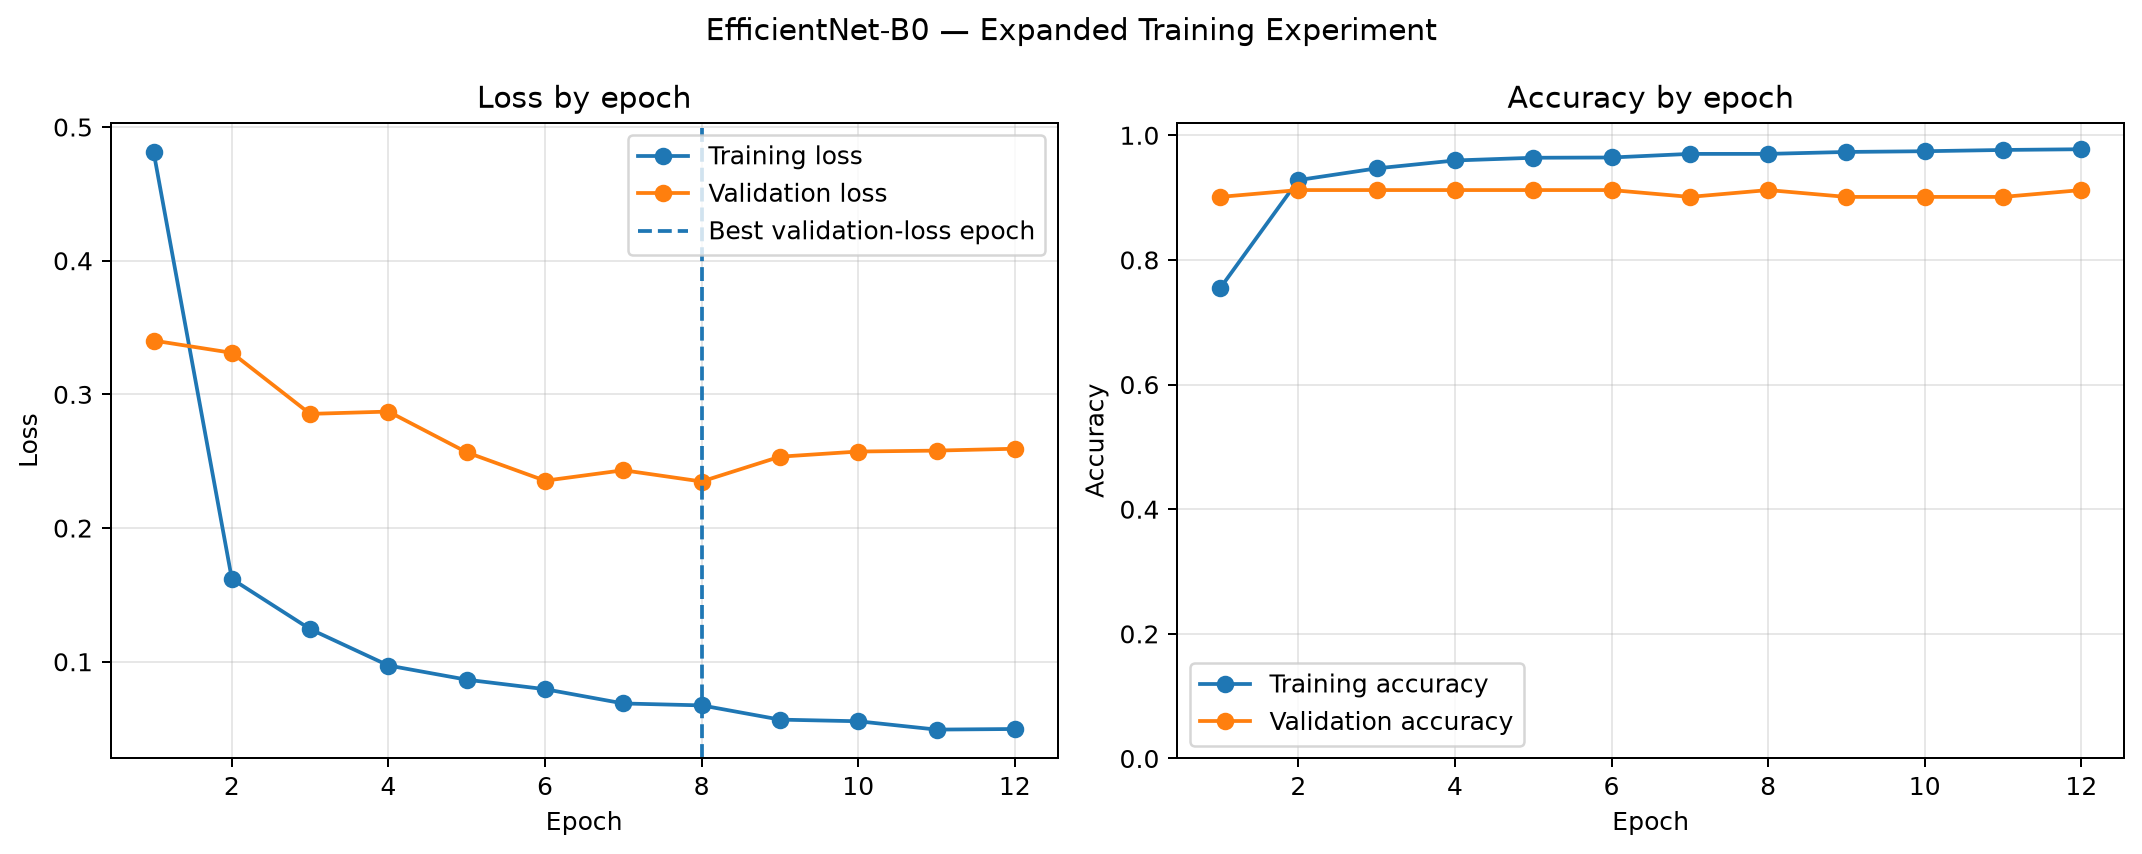 EfficientNet-B0 — Expanded Training Experiment
Loss by epoch
0.5
0.4
0.3
0.2
0.1
Loss
2 4 6 8 10 12
Epoch
Training loss
Validation loss
Best validation-loss epoch
Accuracy by epoch
1.0
0.8
0.6
0.4
0.2
0.0
Accuracy
2 4 6 8 10 12
Epoch
Training accuracy
Validation accuracy